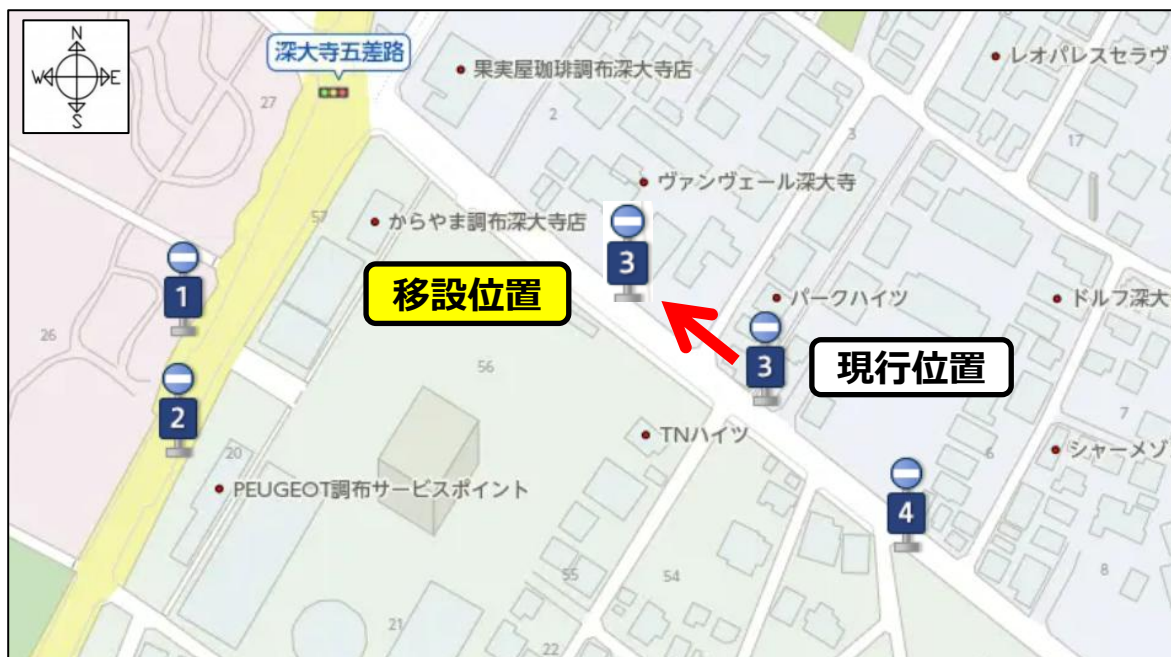 N
W
E
S
深大寺五差路
果実屋珈琲調布深大寺店
レオパレスセラヴ
27
2
3
17
ヴァンヴェール深大寺
57
からやま調布深大寺店
3
1
移設位置
パークハイツ
ドルフ深大
26
3
現行位置
56
2
TNハイツ
7
20
6
シャーメゾ
PEUGEOT調布サービスポイント
4
55
54
8
21
22